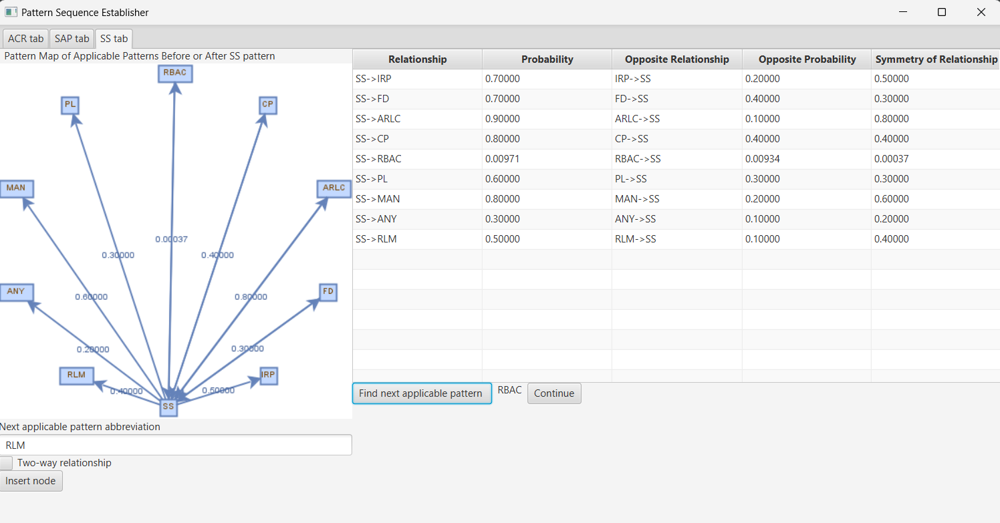 Pattern Sequence Establisher
ACR tab SAP tab SS tab
Pattern Map of Applicable Patterns Before or After SS pattern
RBAC
PL
CP
MAN
ARLC
0.00037
0.30000
0.40000
ANY
FD
0.60000
0.80000
0.20000
0.30000
RLM
IRP
0.40000
0.50000
SS
Relationship Probability Opposite Relationship Opposite Probability Symmetry of Relationship
SS->IRP 0.70000 IRP->SS 0.20000 0.50000
SS->FD 0.70000 FD->SS 0.40000 0.30000
SS->ARLC 0.90000 ARLC->SS 0.10000 0.80000
SS->CP 0.80000 CP->SS 0.40000 0.40000
SS->RBAC 0.00971 RBAC->SS 0.00934 0.00037
SS->PL 0.60000 PL->SS 0.30000 0.30000
SS->MAN 0.80000 MAN->SS 0.20000 0.60000
SS->ANY 0.30000 ANY->SS 0.10000 0.20000
SS->RLM 0.50000 RLM->SS 0.10000 0.40000
Find next applicable pattern RBAC Continue
Next applicable pattern abbreviation
RLM
Two-way relationship
Insert node